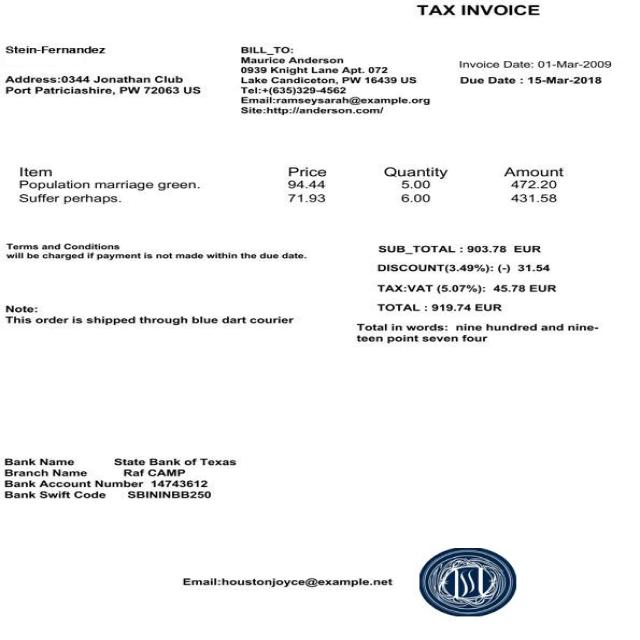 TAX INVOICE
Stein-Fernandez
Address:0344 Jonathan Club
Port Patriciashire, PW 72063 US
BILL_TO:
Maurice Anderson
0939 Knight Lane Apt. 072
Lake Candiceton, PW 16439 US
Tel:+(635)329-4562
Email:ramseysarah@example.org
Site:http://anderson.com/
Invoice Date: 01-Mar-2009
Due Date : 15-Mar-2018
Item Price Quantity Amount
Population marriage green. 94.44 5.00 472.20
Suffer perhaps. 71.93 6.00 431.58
Terms and Conditions
will be charged if payment is not made within the due date.
SUB_TOTAL : 903.78 EUR
DISCOUNT(3.49%): (-) 31.54
TAX:VAT (5.07%): 45.78 EUR
TOTAL : 919.74 EUR
Note:
This order is shipped through blue dart courier
Total in words: nine hundred and nine-
teen point seven four
Bank Name State Bank of Texas
Branch Name Raf CAMP
Bank Account Number 14743612
Bank Swift Code SBININBB250
Email:houstonjoyce@example.net